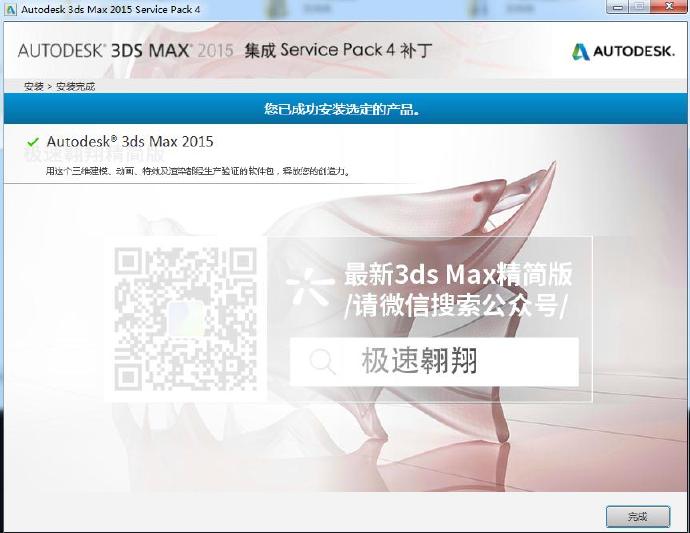 Autodesk 3ds Max 2015 Service Pack 4
AUTODESK® 3DS MAX® 2015 集成 Service Pack 4 补丁
AUTODESK.
安装 > 安装完成
您已成功安装选定的产品。
Autodesk® 3ds Max 2015
极速翱翔精简版
用这个三维建模、动画、特效及渲染都经生产验证的软件包，释放您的创造力。
最新3ds Max精简版
/请微信搜索公众号/
极速翱翔
完成